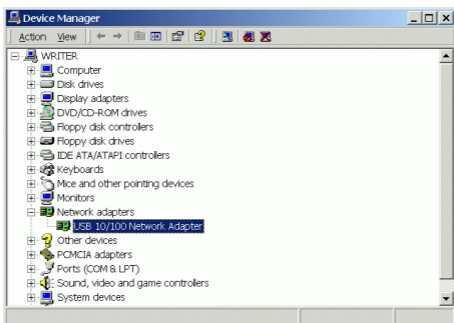 Device Manager
Action View
WRITER
Computer
Disk drives
Display adapters
DVD/CD-ROM drives
Floppy disk controllers
Floppy disk drives
IDE ATA/ATAPI controllers
Keyboards
Mice and other pointing devices
Monitors
Network adapters
USB 10/100 Network Adapter
Other devices
PCMCIA adapters
Ports (COM & LPT)
Sound, video and game controllers
System devices